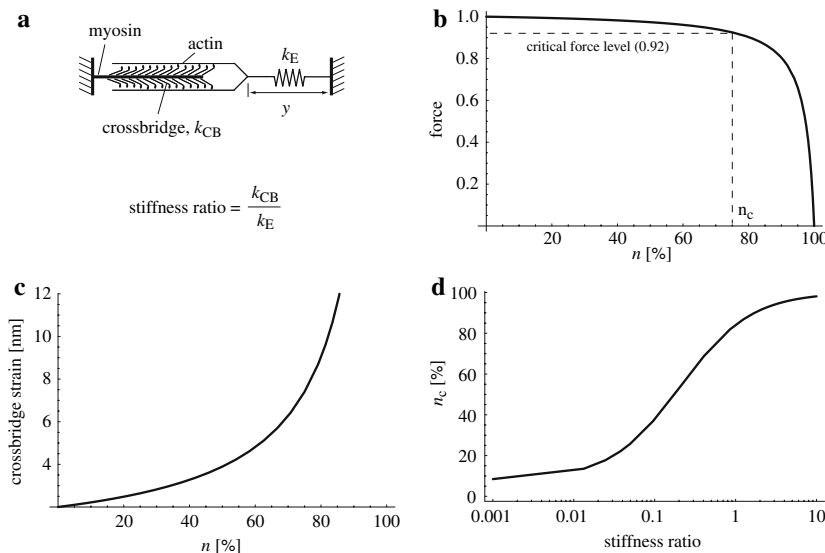 a
myosin
actin
k_E
y
crossbridge, k_CB
stiffness ratio = k_CB / k_E
b
1.0
0.8
0.6
0.4
0.2
force
critical force level (0.92)
n_c
20 40 60 80 100
n [%]
c
12
10
8
6
4
crossbridge strain [nm]
20 40 60 80 100
n [%]
d
100
80
60
40
20
0
n_c [%]
0.001 0.01 0.1 1 10
stiffness ratio